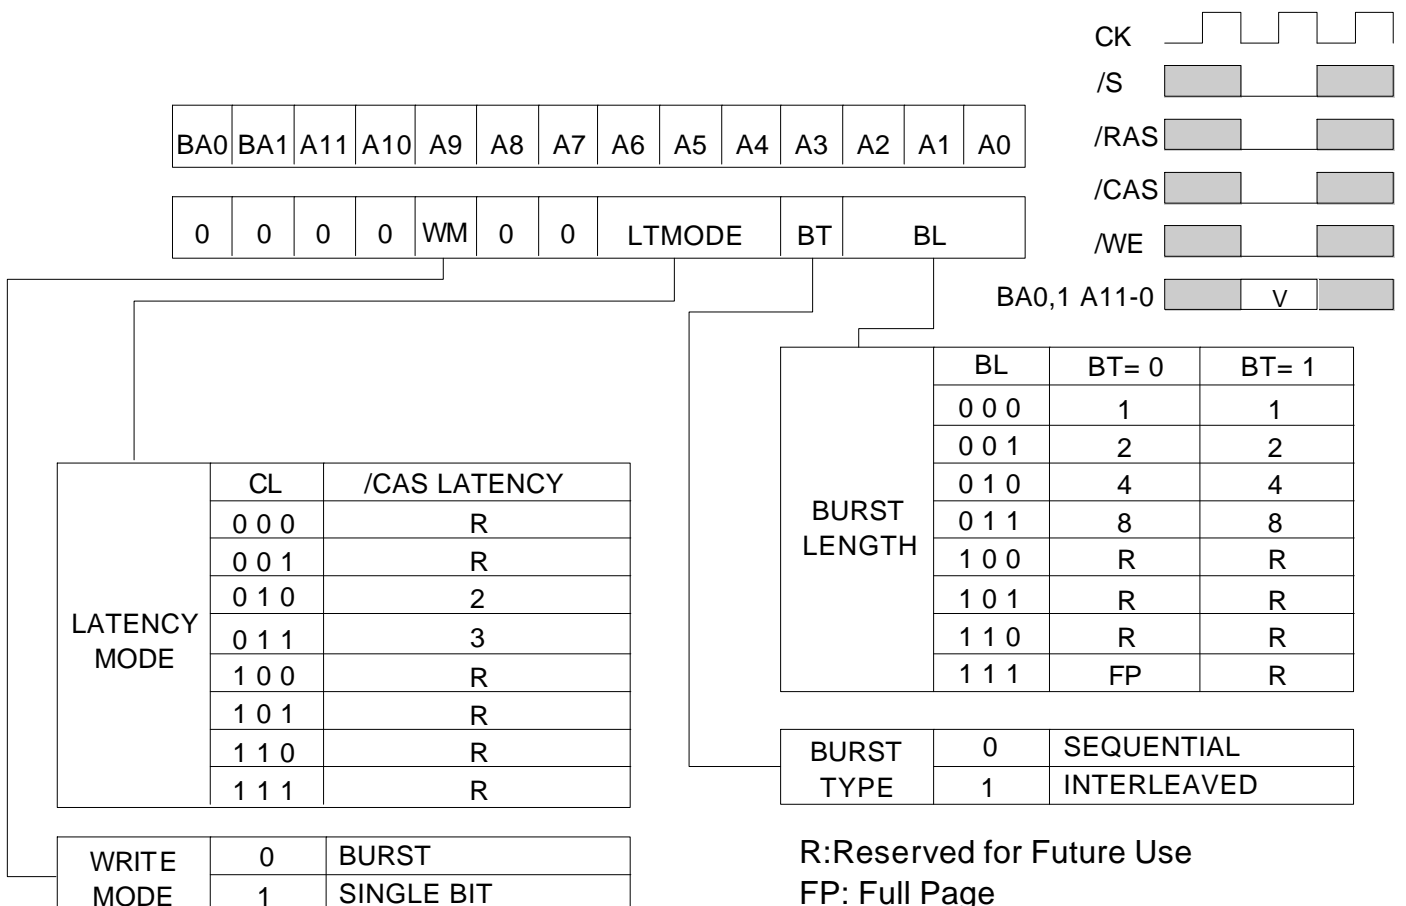 CK
/S
/RAS
/CAS
/WE
BA0,1 A11-0 V
BA0 BA1 A11 A10 A9 A8 A7 A6 A5 A4 A3 A2 A1 A0
0 0 0 0 WM 0 0 LTMODE BT BL
BURST LENGTH
BL BT= 0 BT= 1
0 0 0 1 1
0 0 1 2 2
0 1 0 4 4
0 1 1 8 8
1 0 0 R R
1 0 1 R R
1 1 0 R R
1 1 1 FP R
LATENCY MODE
CL /CAS LATENCY
0 0 0 R
0 0 1 R
0 1 0 2
0 1 1 3
1 0 0 R
1 0 1 R
1 1 0 R
1 1 1 R
BURST TYPE
0 SEQUENTIAL
1 INTERLEAVED
WRITE MODE
0 BURST
1 SINGLE BIT
R:Reserved for Future Use
FP: Full Page